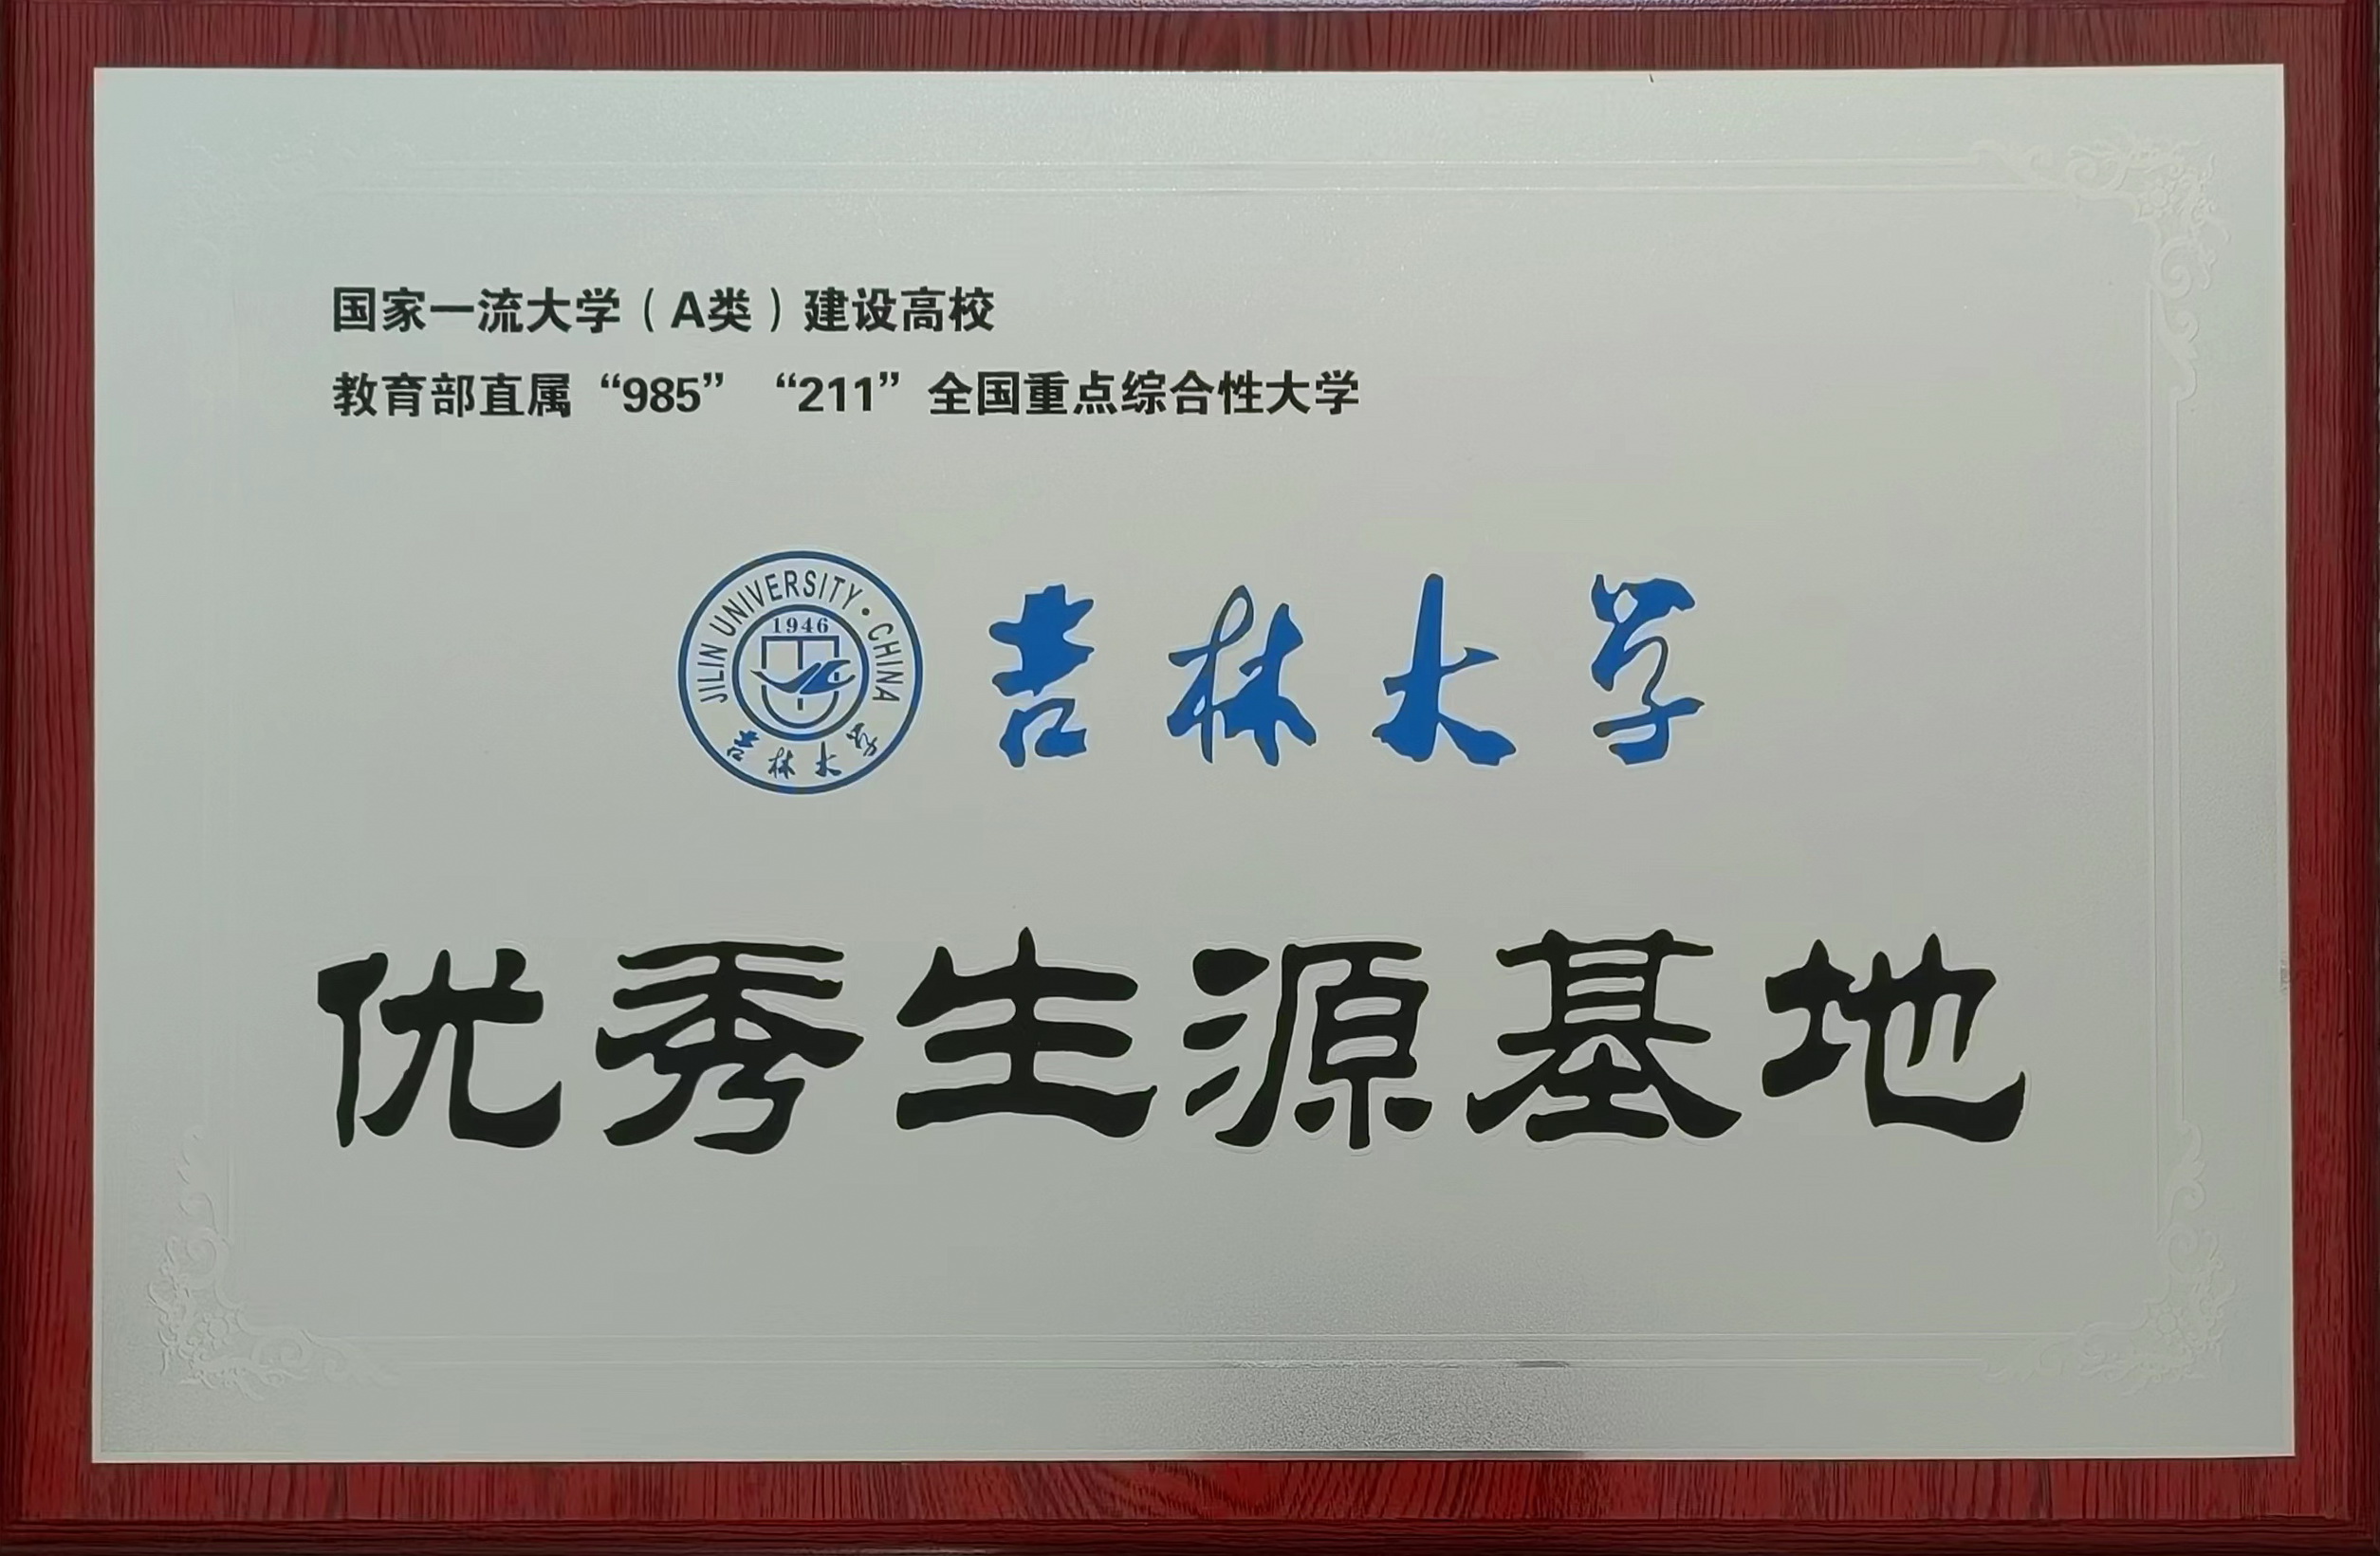 国家一流大学（A类）建设高校
教育部直属“985”“211”全国重点综合性大学
JILIN UNIVERSITY · CHINA
1946
吉林大学
吉林大学
优秀生源基地